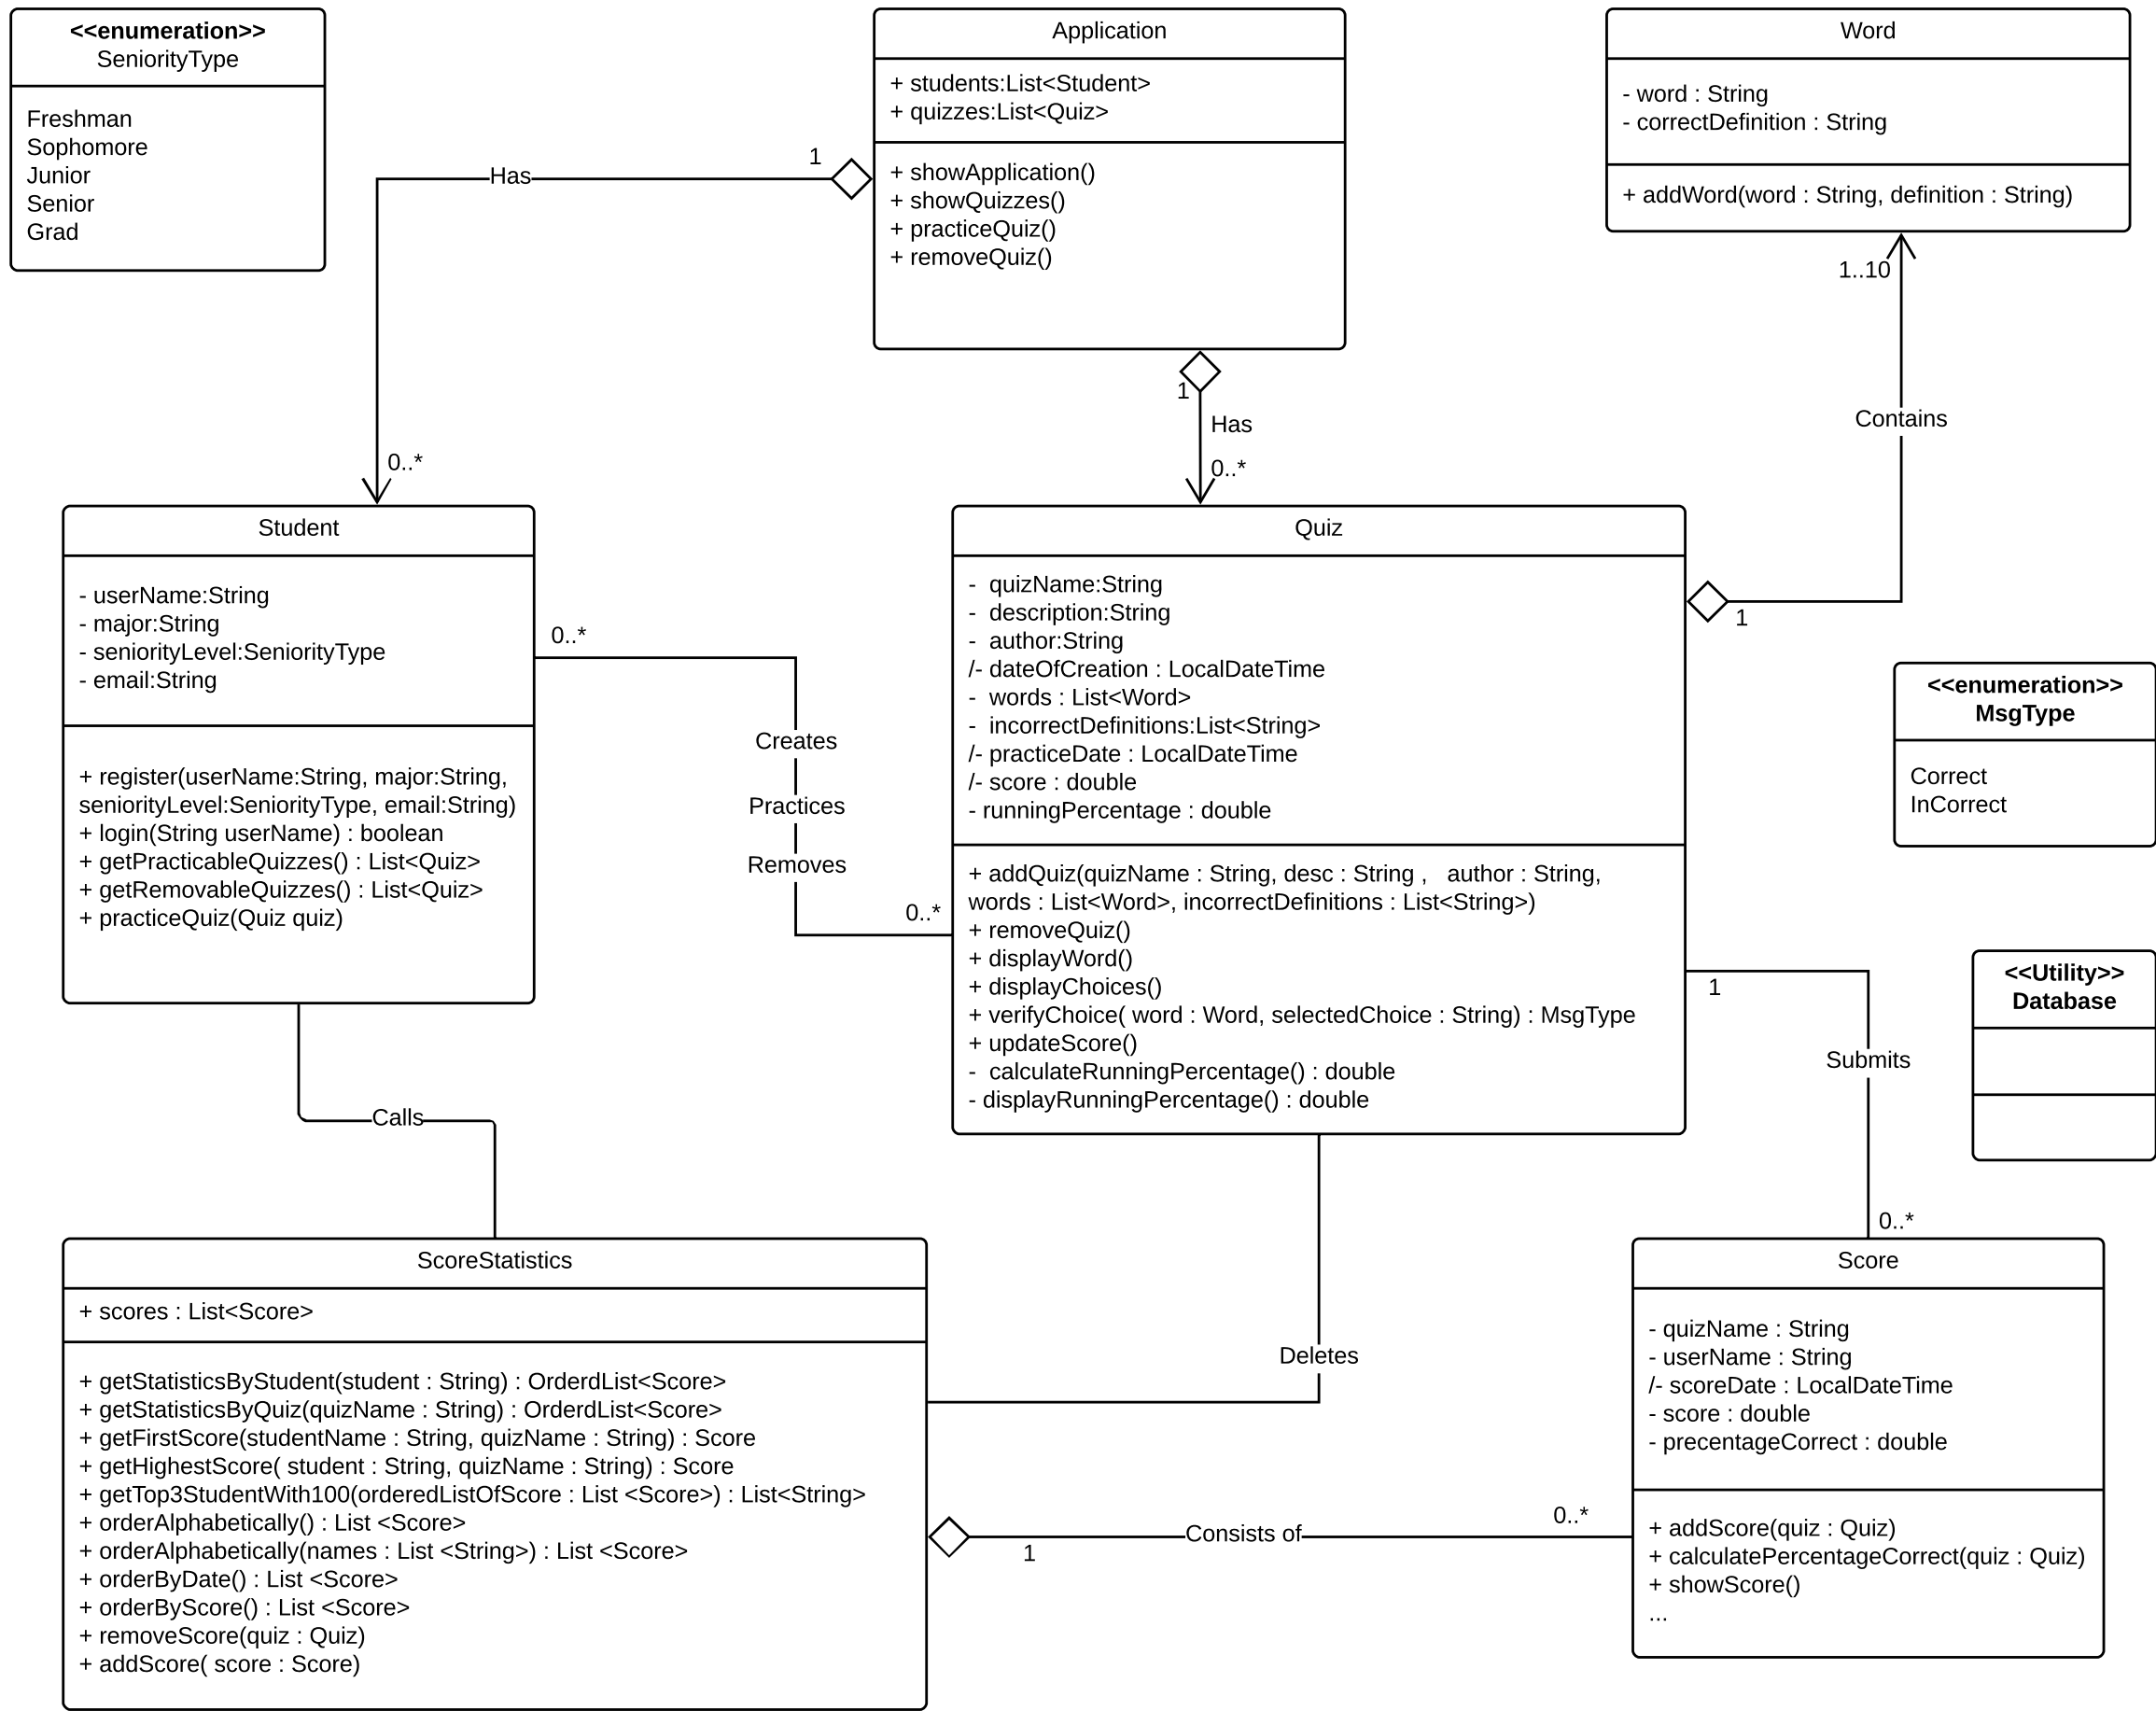 <<enumeration>>
SeniorityType
Freshman
Sophomore
Junior
Senior
Grad
Application
+ students:List<Student>
+ quizzes:List<Quiz>
+ showApplication()
+ showQuizzes()
+ practiceQuiz()
+ removeQuiz()
Word
- word : String
- correctDefinition : String
+ addWord(word : String, definition : String)
Has
1
0..*
1
Has
0..*
1..10
Contains
1
Student
- userName:String
- major:String
- seniorityLevel:SeniorityType
- email:String
+ register(userName:String, major:String,
seniorityLevel:SeniorityType, email:String)
+ login(String userName) : boolean
+ getPracticableQuizzes() : List<Quiz>
+ getRemovableQuizzes() : List<Quiz>
+ practiceQuiz(Quiz quiz)
0..*
Creates
Practices
Removes
0..*
Quiz
-  quizName:String
-  description:String
-  author:String
/- dateOfCreation : LocalDateTime
-  words : List<Word>
-  incorrectDefinitions:List<String>
/- practiceDate : LocalDateTime
/- score : double
- runningPercentage : double
+ addQuiz(quizName : String, desc : String ,   author : String,
words : List<Word>, incorrectDefinitions : List<String>)
+ removeQuiz()
+ displayWord()
+ displayChoices()
+ verifyChoice( word : Word, selectedChoice : String) : MsgType
+ updateScore()
-  calculateRunningPercentage() : double
- displayRunningPercentage() : double
<<enumeration>>
MsgType
Correct
InCorrect
<<Utility>>
Database
1
Submits
0..*
Calls
Deletes
ScoreStatistics
+ scores : List<Score>
+ getStatisticsByStudent(student : String) : OrderdList<Score>
+ getStatisticsByQuiz(quizName : String) : OrderdList<Score>
+ getFirstScore(studentName : String, quizName : String) : Score
+ getHighestScore( student : String, quizName : String) : Score
+ getTop3StudentWith100(orderedListOfScore : List <Score>) : List<String>
+ orderAlphabetically() : List <Score>
+ orderAlphabetically(names : List <String>) : List <Score>
+ orderByDate() : List <Score>
+ orderByScore() : List <Score>
+ removeScore(quiz : Quiz)
+ addScore( score : Score)
1
Consists of
0..*
Score
- quizName : String
- userName : String
/- scoreDate : LocalDateTime
- score : double
- precentageCorrect : double
+ addScore(quiz : Quiz)
+ calculatePercentageCorrect(quiz : Quiz)
+ showScore()
...